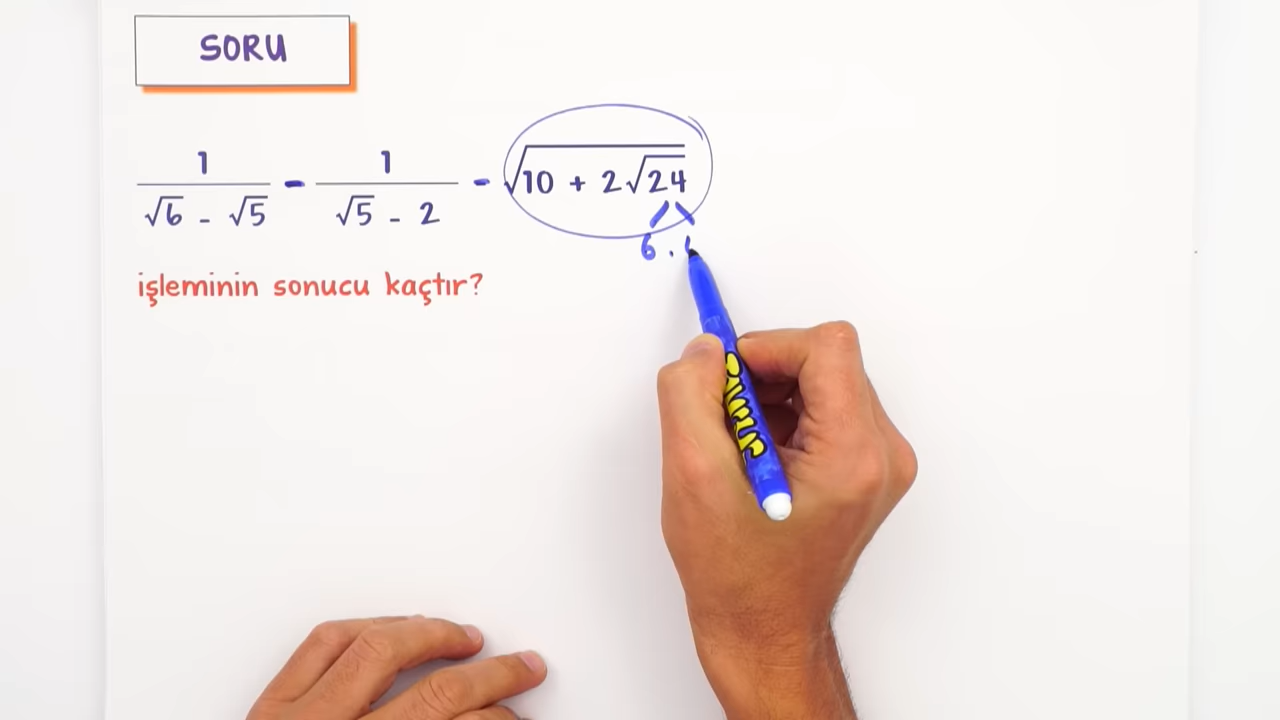 SORU
1/(√6 - √5) - 1/(√5 - 2) - √(10 + 2√24)
6 .
işleminin sonucu kaçtır?